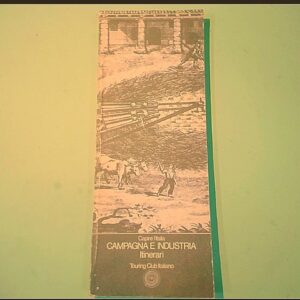 Capire l'Italia
CAMPAGNA E INDUSTRIA
Itinerari
Touring Club Italiano